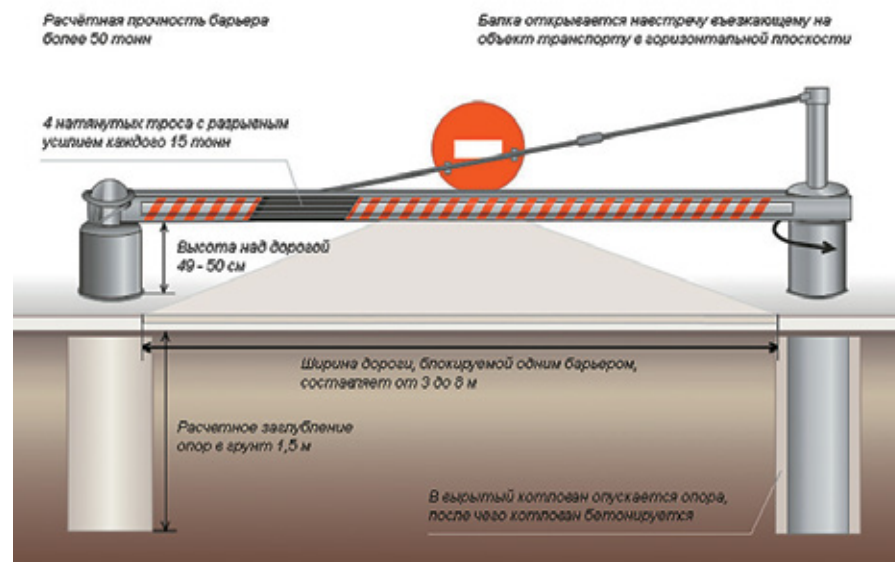 Расчётная прочность барьера
более 50 тонн
Балка открывается навстречу въезжающему на
объект транспорту в горизонтальной плоскости
4 натянутых троса с разрывным
усилием каждого 15 тонн
Высота над дорогой
49 - 50 см
Ширина дороги, блокируемой одним барьером,
составляет от 3 до 8 м
Расчетное заглубление
опор в грунт 1,5 м
В вырытый котлован опускается опора,
после чего котлован бетонируется